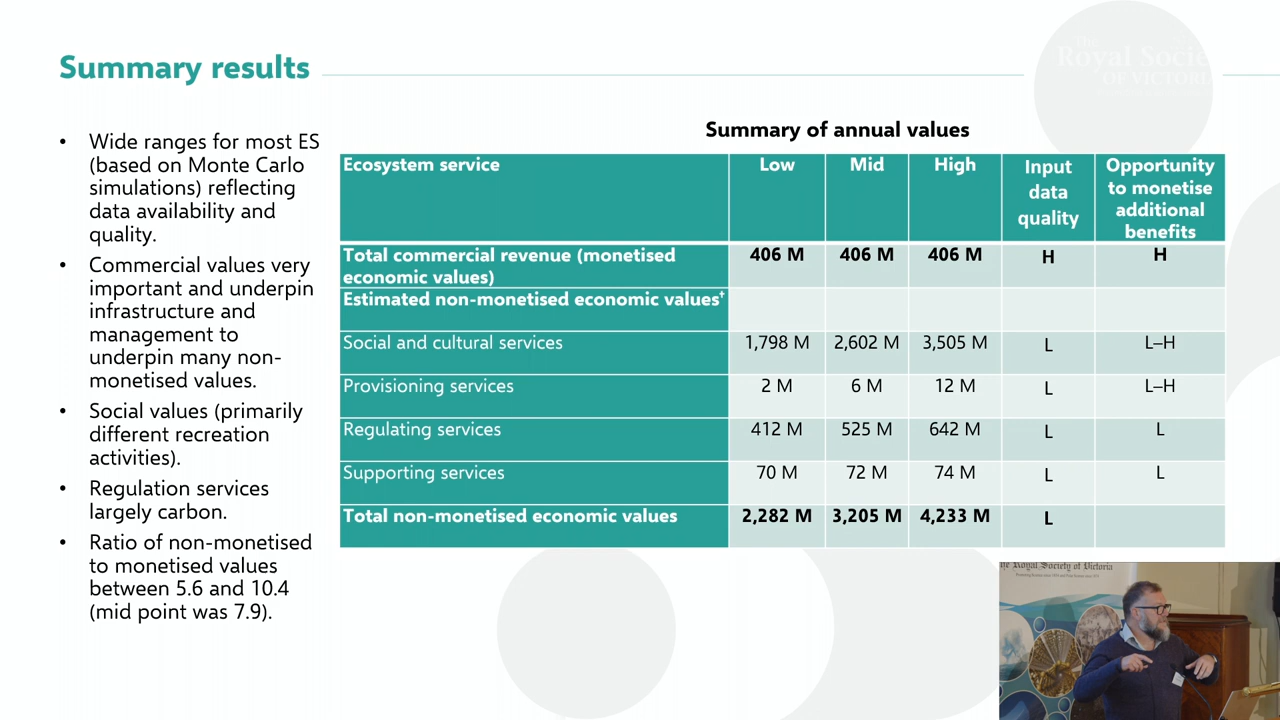 Summary results
The
Royal Socie
OF VICTORI
• Wide ranges for most ES
(based on Monte Carlo
simulations) reflecting
data availability and
quality.
• Commercial values very
important and underpin
infrastructure and
management to
underpin many non-
monetised values.
• Social values (primarily
different recreation
activities).
• Regulation services
largely carbon.
• Ratio of non-monetised
to monetised values
between 5.6 and 10.4
(mid point was 7.9).
Summary of annual values
Ecosystem service Low Mid High Input data quality Opportunity to monetise additional benefits
Total commercial revenue (monetised economic values) 406 M 406 M 406 M H H
Estimated non-monetised economic values†
Social and cultural services 1,798 M 2,602 M 3,505 M L L–H
Provisioning services 2 M 6 M 12 M L L–H
Regulating services 412 M 525 M 642 M L L
Supporting services 70 M 72 M 74 M L L
Total non-monetised economic values 2,282 M 3,205 M 4,233 M L
he Royal Society of Victoria